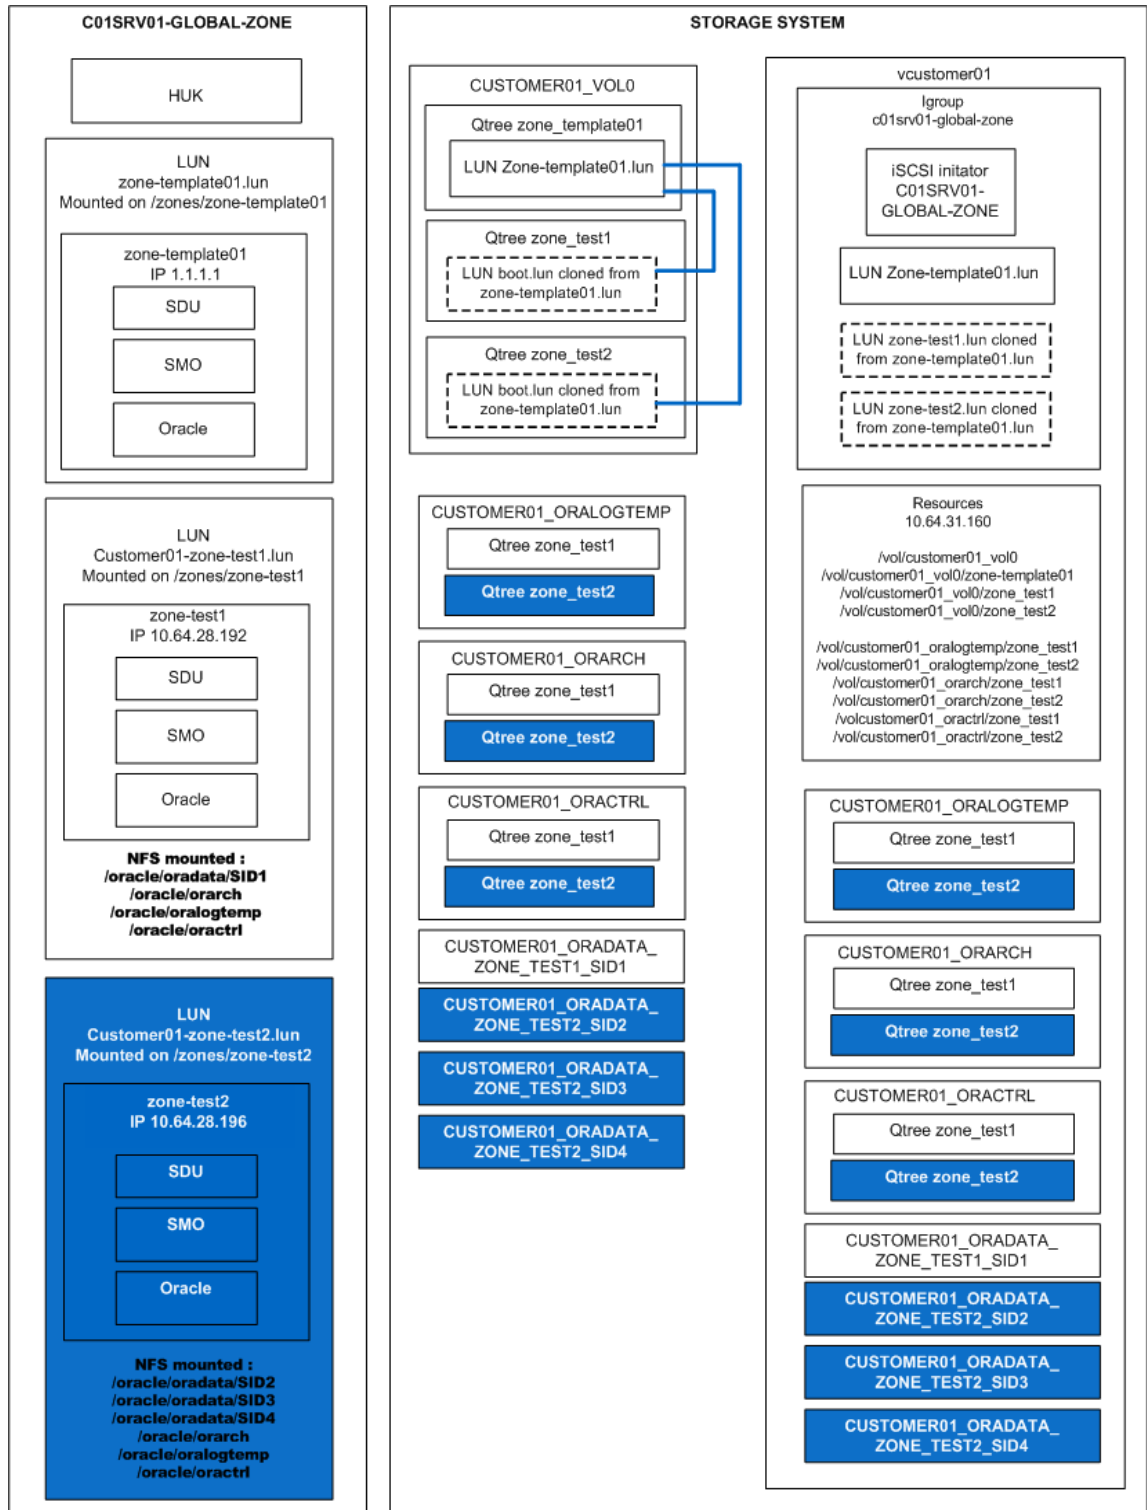 C01SRV01-GLOBAL-ZONE
HUK
LUN
zone-template01.lun
Mounted on /zones/zone-template01
zone-template01
IP 1.1.1.1
SDU
SMO
Oracle
LUN
Customer01-zone-test1.lun
Mounted on /zones/zone-test1
zone-test1
IP 10.64.28.192
SDU
SMO
Oracle
NFS mounted :
/oracle/oradata/SID1
/oracle/orarch
/oracle/oralogtemp
/oracle/oractrl
LUN
Customer01-zone-test2.lun
Mounted on /zones/zone-test2
zone-test2
IP 10.64.28.196
SDU
SMO
Oracle
NFS mounted :
/oracle/oradata/SID2
/oracle/oradata/SID3
/oracle/oradata/SID4
/oracle/orarch
/oracle/oralogtemp
/oracle/oractrl
STORAGE SYSTEM
CUSTOMER01_VOL0
Qtree zone_template01
LUN Zone-template01.lun
Qtree zone_test1
LUN boot.lun cloned from
zone-template01.lun
Qtree zone_test2
LUN boot.lun cloned from
zone-template01.lun
CUSTOMER01_ORALOGTEMP
Qtree zone_test1
Qtree zone_test2
CUSTOMER01_ORARCH
Qtree zone_test1
Qtree zone_test2
CUSTOMER01_ORACTRL
Qtree zone_test1
Qtree zone_test2
CUSTOMER01_ORADATA_
ZONE_TEST1_SID1
CUSTOMER01_ORADATA_
ZONE_TEST2_SID2
CUSTOMER01_ORADATA_
ZONE_TEST2_SID3
CUSTOMER01_ORADATA_
ZONE_TEST2_SID4
vcustomer01
Igroup
c01srv01-global-zone
iSCSI initator
C01SRV01-
GLOBAL-ZONE
LUN Zone-template01.lun
LUN zone-test1.lun cloned
from zone-template01.lun
LUN zone-test2.lun cloned
from zone-template01.lun
Resources
10.64.31.160
/vol/customer01_vol0
/vol/customer01_vol0/zone-template01
/vol/customer01_vol0/zone_test1
/vol/customer01_vol0/zone_test2
/vol/customer01_oralogtemp/zone_test1
/vol/customer01_oralogtemp/zone_test2
/vol/customer01_orarch/zone_test1
/vol/customer01_orarch/zone_test2
/volcustomer01_oractrl/zone_test1
/vol/customer01_oractrl/zone_test2
CUSTOMER01_ORALOGTEMP
Qtree zone_test1
Qtree zone_test2
CUSTOMER01_ORARCH
Qtree zone_test1
Qtree zone_test2
CUSTOMER01_ORACTRL
Qtree zone_test1
Qtree zone_test2
CUSTOMER01_ORADATA_
ZONE_TEST1_SID1
CUSTOMER01_ORADATA_
ZONE_TEST2_SID2
CUSTOMER01_ORADATA_
ZONE_TEST2_SID3
CUSTOMER01_ORADATA_
ZONE_TEST2_SID4